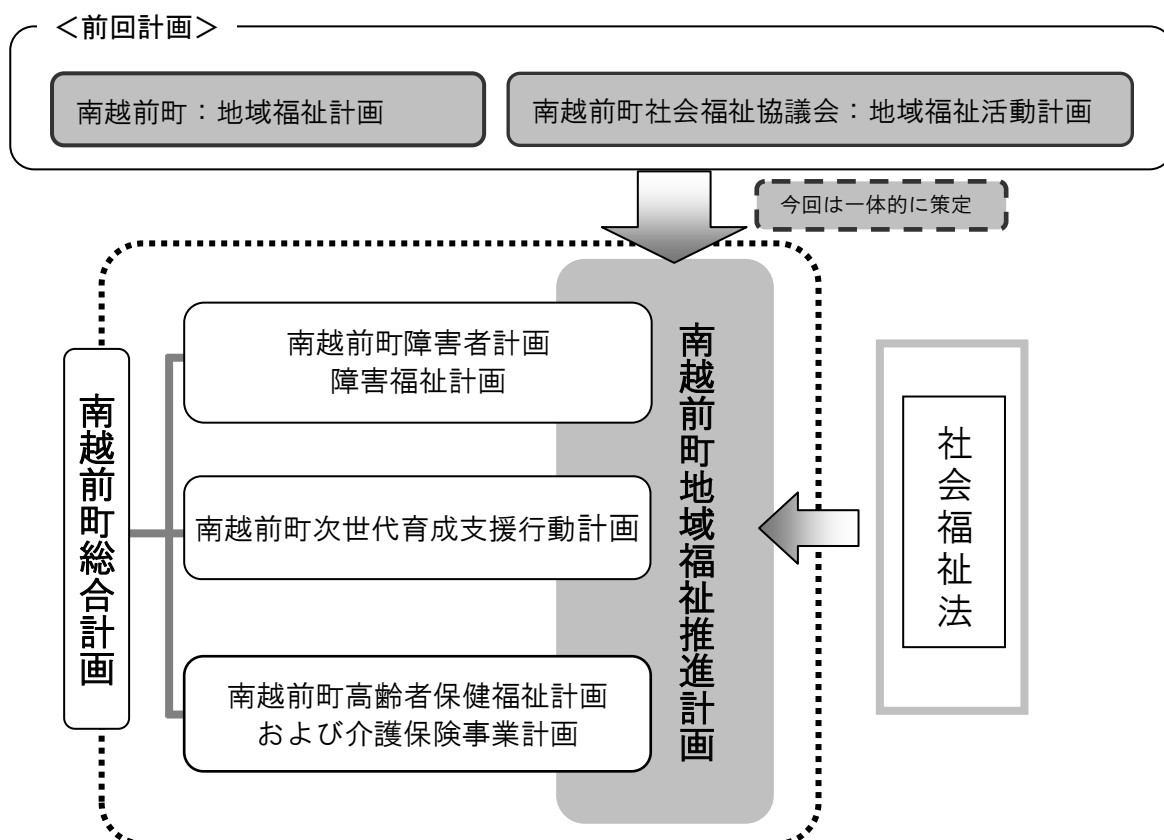 ＜前回計画＞
南越前町：地域福祉計画
南越前町社会福祉協議会：地域福祉活動計画
今回は一体的に策定
南越前町総合計画
南越前町障害者計画
障害福祉計画
南越前町次世代育成支援行動計画
南越前町高齢者保健福祉計画
および介護保険事業計画
南越前町地域福祉推進計画
社会福祉法